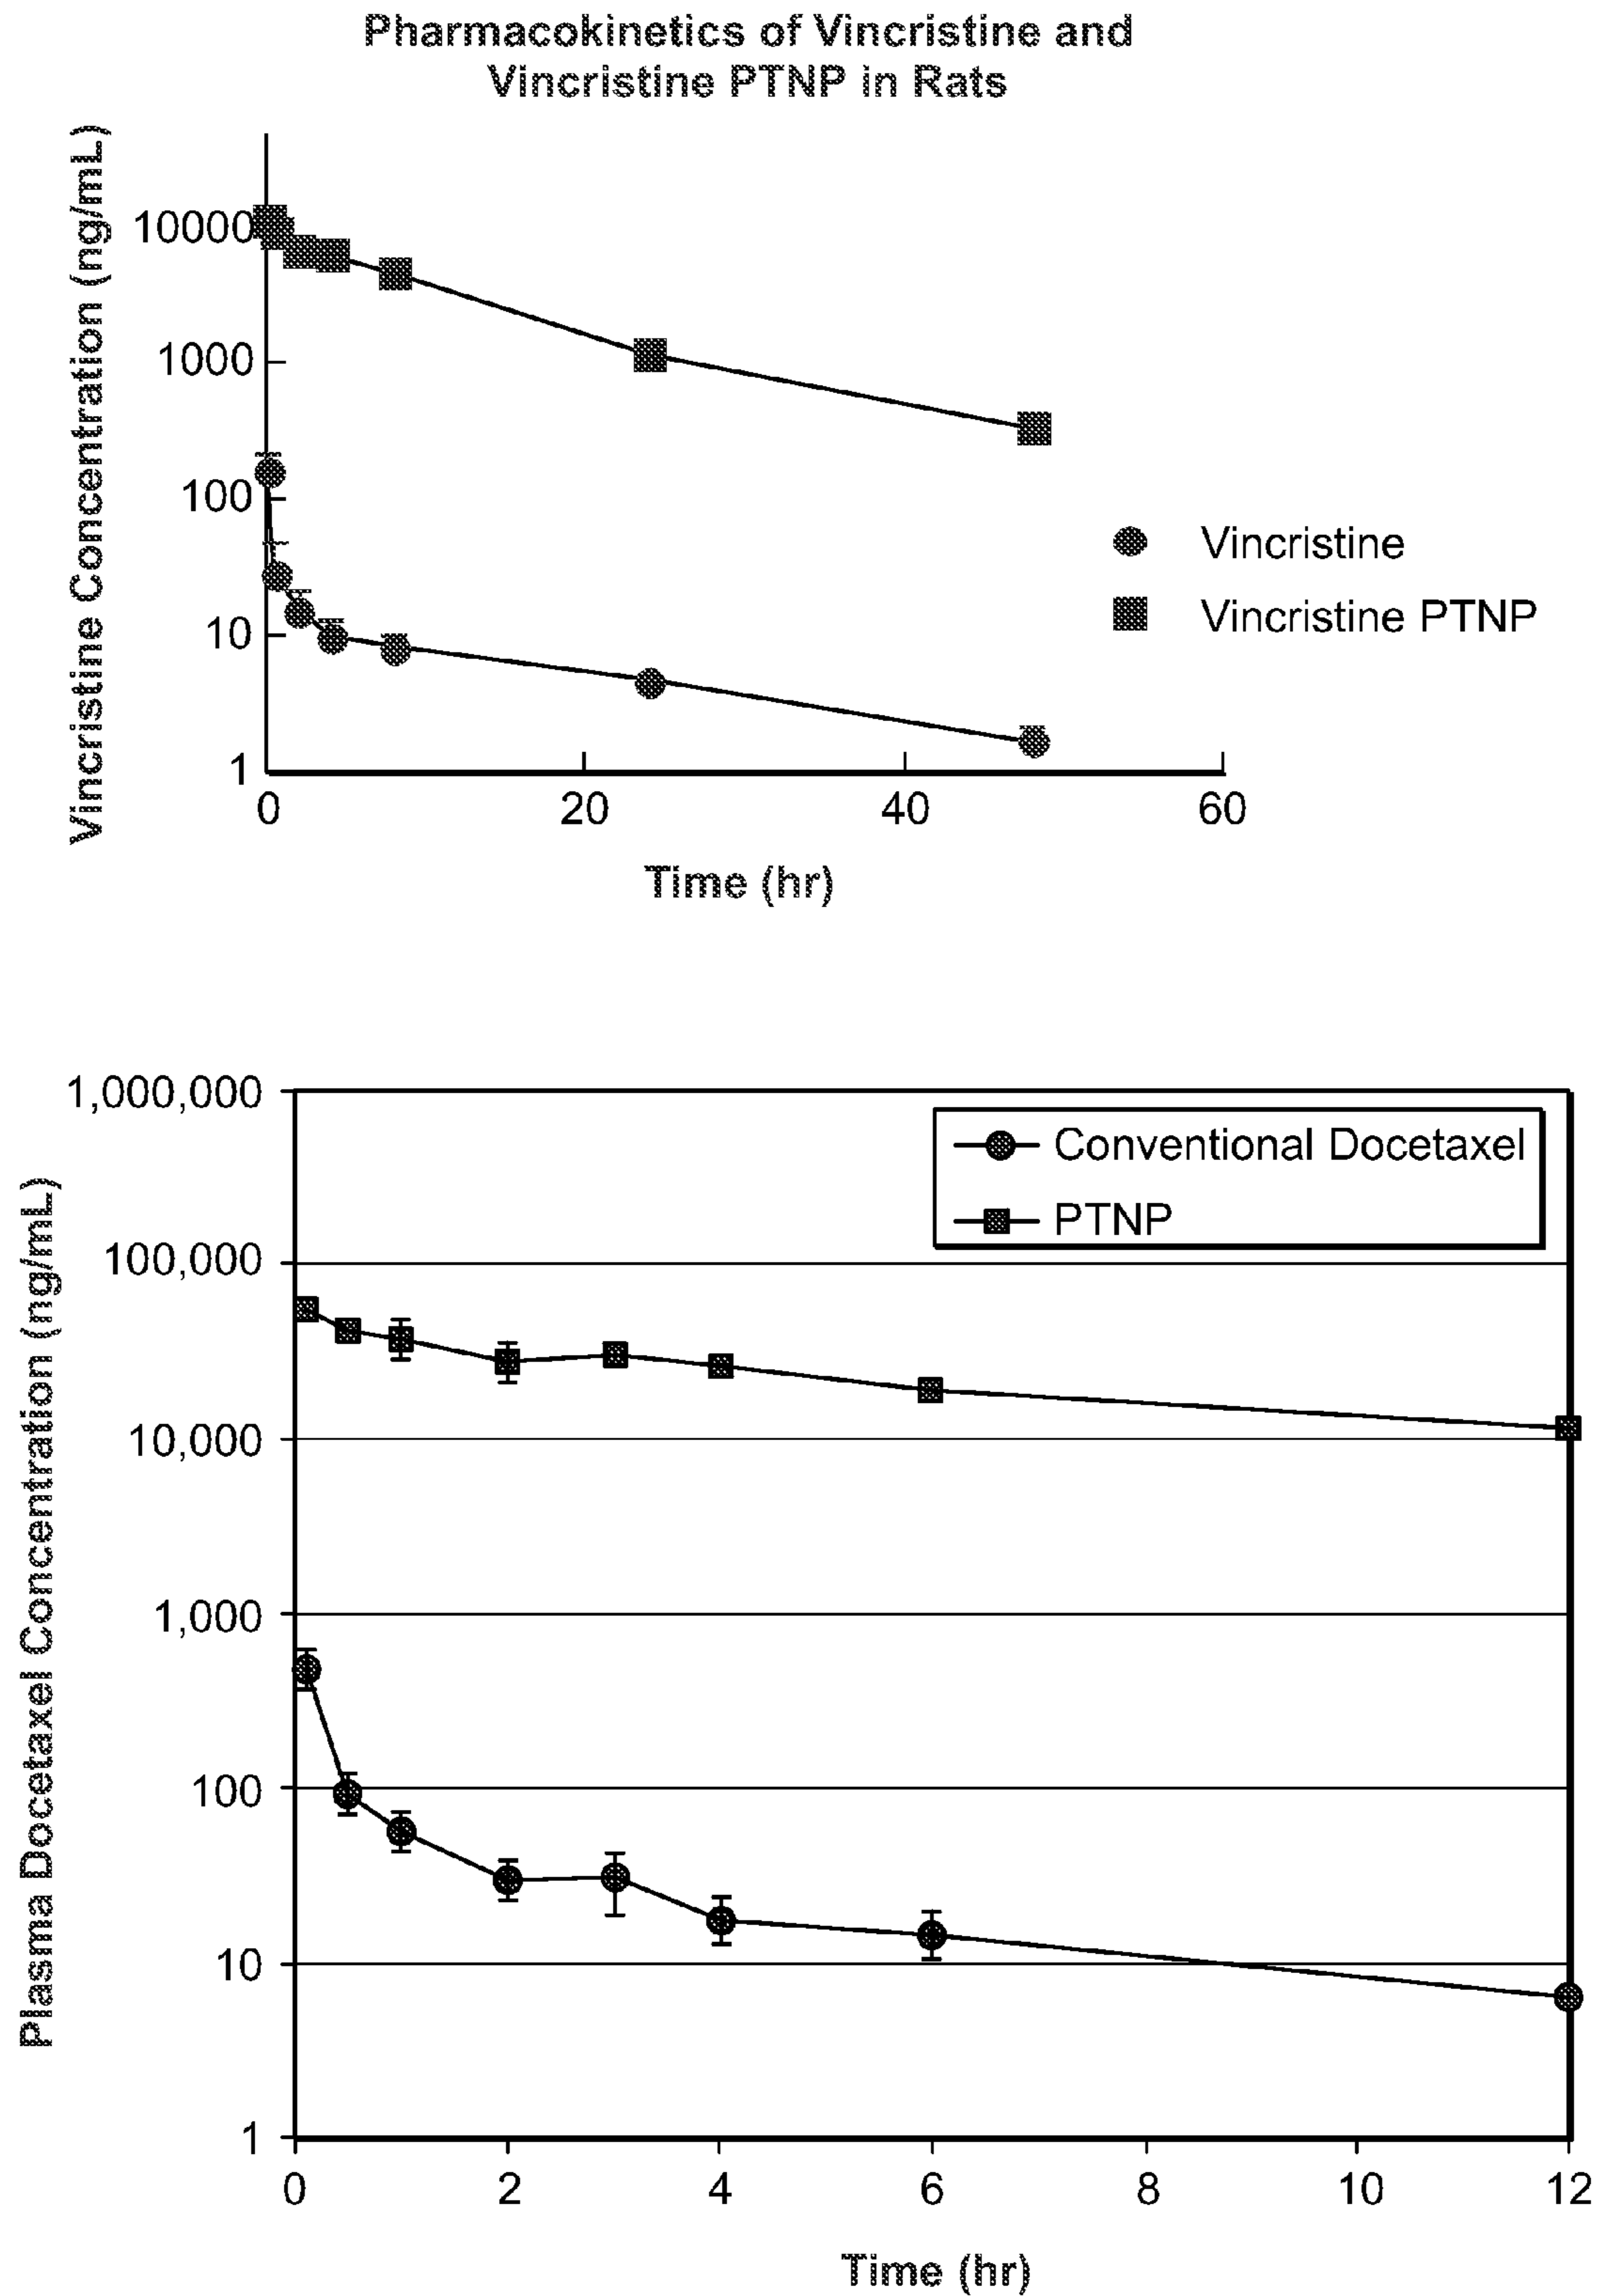 Pharmacokinetics of Vincristine and
Vincristine PTNP in Rats
Vincristine Concentration (ng/mL)
10000
1000
100
10
1
0 20 40 60
Time (hr)
Vincristine
Vincristine PTNP
Plasma Docetaxel Concentration (ng/mL)
1,000,000
100,000
10,000
1,000
100
10
1
0 2 4 6 8 10 12
Time (hr)
Conventional Docetaxel
PTNP